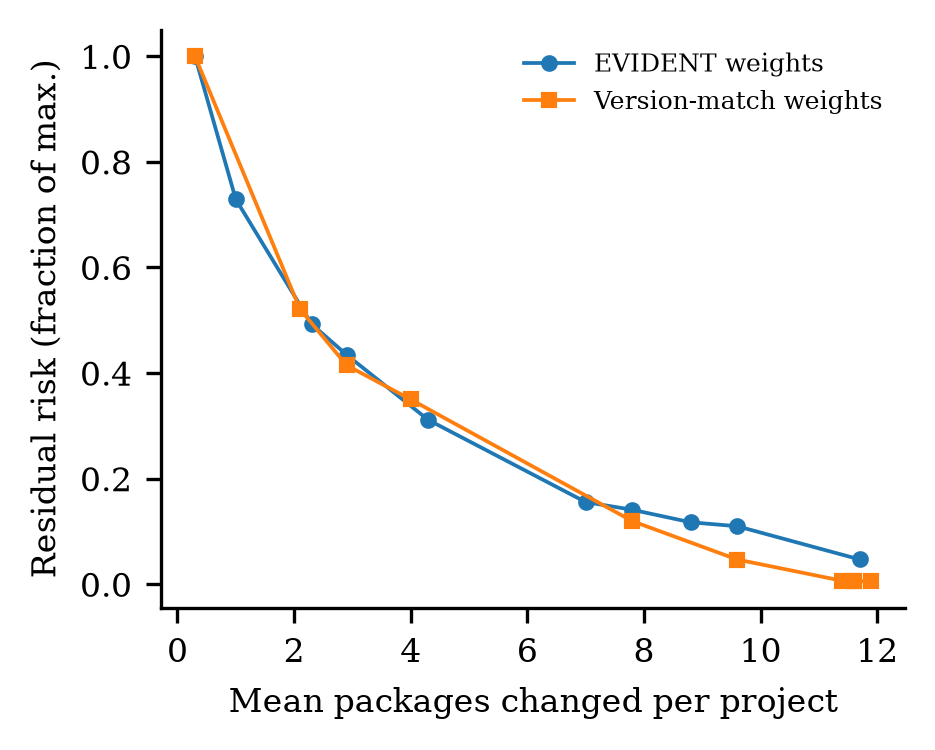 EVIDENT weights
Version-match weights
Residual risk (fraction of max.)
1.0
0.8
0.6
0.4
0.2
0.0
0 2 4 6 8 10 12
Mean packages changed per project